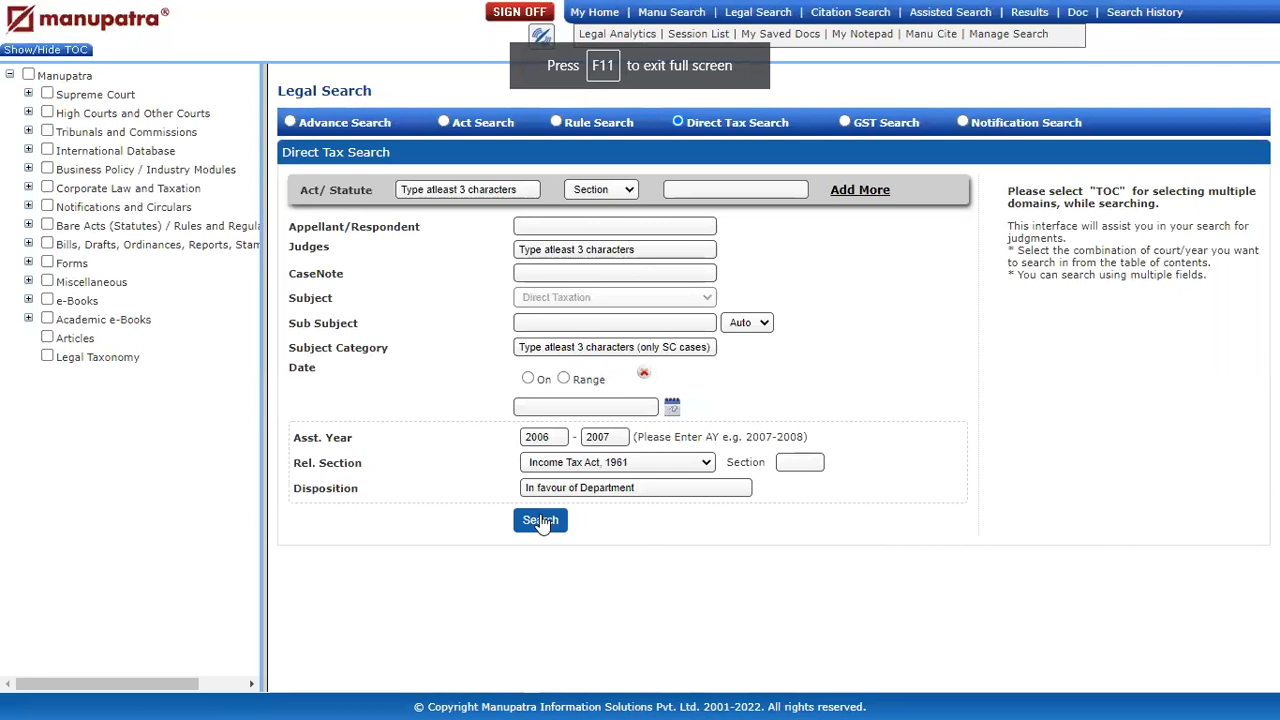 manupatra®
SIGN OFF
My Home | Manu Search | Legal Search | Citation Search | Assisted Search | Results | Doc | Search History
Legal Analytics | Session List | My Saved Docs | My Notepad | Manu Cite | Manage Search
Show/Hide TOC
Press F11 to exit full screen
Manupatra
Supreme Court
High Courts and Other Courts
Tribunals and Commissions
International Database
Business Policy / Industry Modules
Corporate Law and Taxation
Notifications and Circulars
Bare Acts (Statutes) / Rules and Regula
Bills, Drafts, Ordinances, Reports, Stam
Forms
Miscellaneous
e-Books
Academic e-Books
Articles
Legal Taxonomy
Legal Search
Advance Search Act Search Rule Search Direct Tax Search GST Search Notification Search
Direct Tax Search
Act/ Statute Type atleast 3 characters Section Add More
Appellant/Respondent
Judges Type atleast 3 characters
CaseNote
Subject Direct Taxation
Sub Subject Auto
Subject Category Type atleast 3 characters (only SC cases)
Date
On Range
Asst. Year 2006 - 2007 (Please Enter AY e.g. 2007-2008)
Rel. Section Income Tax Act, 1961 Section
Disposition In favour of Department
Search
Please select "TOC" for selecting multiple
domains, while searching.
This interface will assist you in your search for
judgments.
* Select the combination of court/year you want
to search in from the table of contents.
* You can search using multiple fields.
© Copyright Manupatra Information Solutions Pvt. Ltd. 2001-2022. All rights reserved.